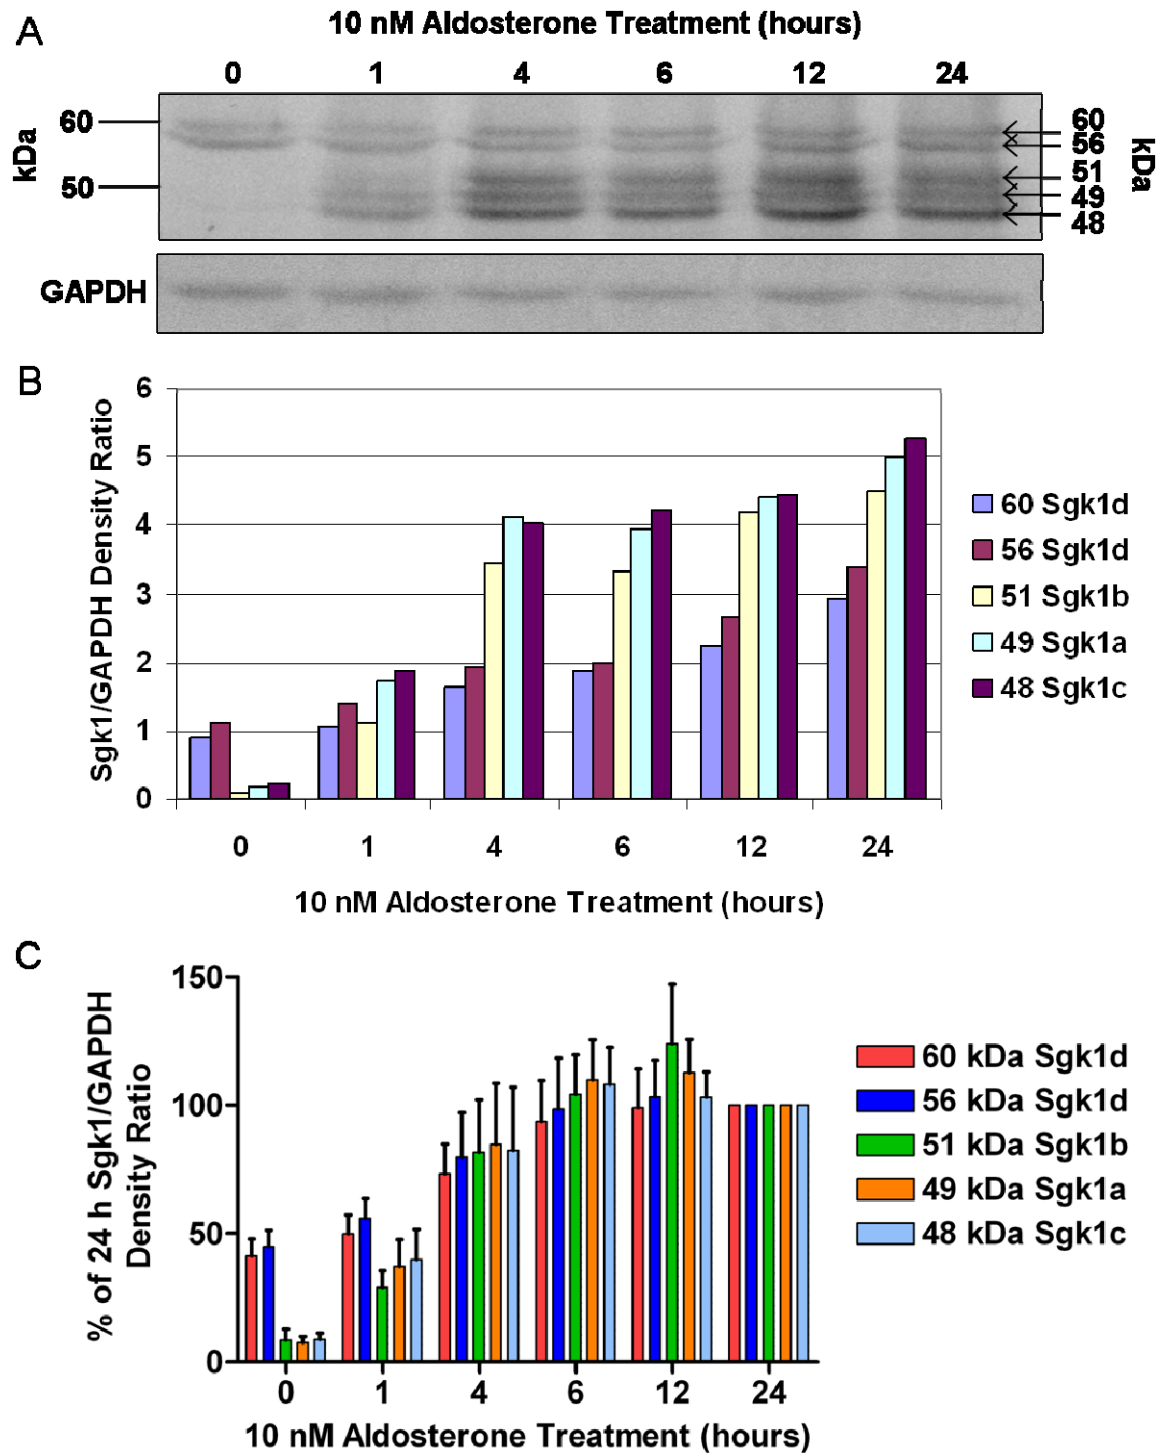 A
10 nM Aldosterone Treatment (hours)
0 1 4 6 12 24
kDa
60
50
60
56
51
49
48
kDa
GAPDH
B
Sgk1/GAPDH Density Ratio
6
5
4
3
2
1
0
0 1 4 6 12 24
10 nM Aldosterone Treatment (hours)
60 Sgk1d
56 Sgk1d
51 Sgk1b
49 Sgk1a
48 Sgk1c
C
% of 24 h Sgk1/GAPDH
Density Ratio
150
100
50
0
0 1 4 6 12 24
10 nM Aldosterone Treatment (hours)
60 kDa Sgk1d
56 kDa Sgk1d
51 kDa Sgk1b
49 kDa Sgk1a
48 kDa Sgk1c